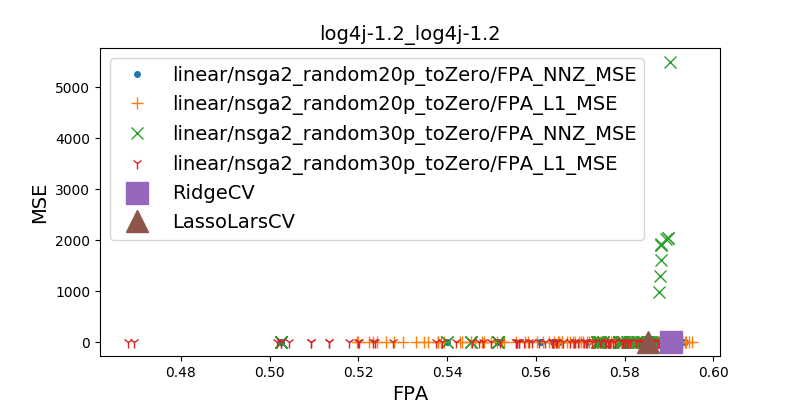 log4j-1.2_log4j-1.2
linear/nsga2_random20p_toZero/FPA_NNZ_MSE
linear/nsga2_random20p_toZero/FPA_L1_MSE
linear/nsga2_random30p_toZero/FPA_NNZ_MSE
linear/nsga2_random30p_toZero/FPA_L1_MSE
RidgeCV
LassoLarsCV
MSE
5000
4000
3000
2000
1000
0
0.48 0.50 0.52 0.54 0.56 0.58 0.60
FPA